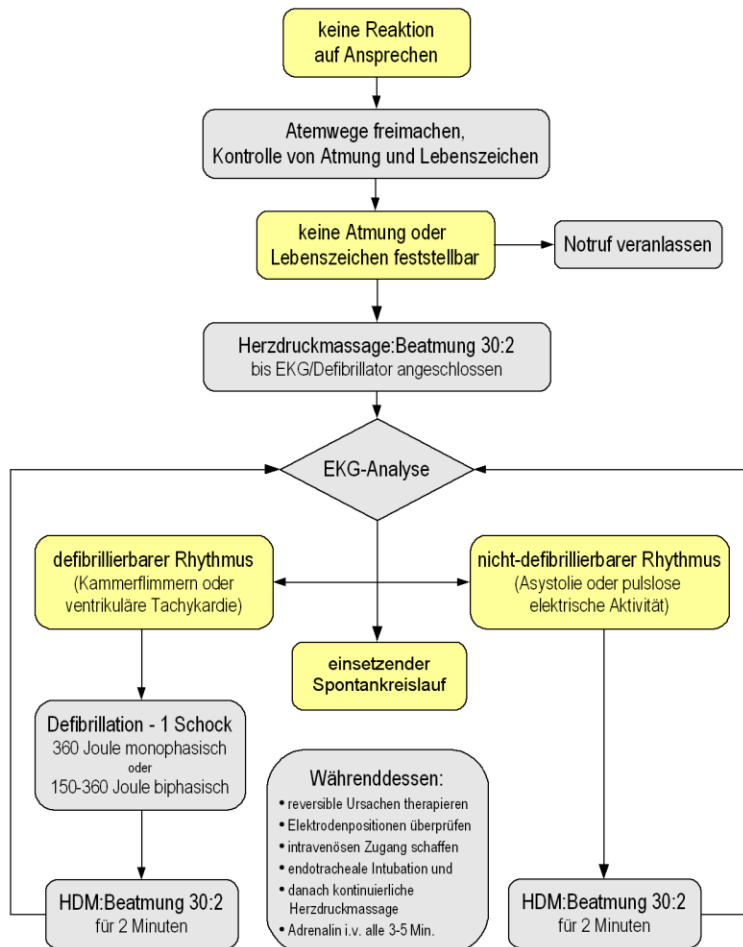 keine Reaktion
auf Ansprechen
Atemwege freimachen,
Kontrolle von Atmung und Lebenszeichen
keine Atmung oder
Lebenszeichen feststellbar
Notruf veranlassen
Herzdruckmassage:Beatmung 30:2
bis EKG/Defibrillator angeschlossen
EKG-Analyse
defibrillierbarer Rhythmus
(Kammerflimmern oder
ventrikuläre Tachykardie)
nicht-defibrillierbarer Rhythmus
(Asystolie oder pulslose
elektrische Aktivität)
einsetzender
Spontankreislauf
Defibrillation - 1 Schock
360 Joule monophasisch
oder
150-360 Joule biphasisch
Währenddessen:
• reversible Ursachen therapieren
• Elektrodenpositionen überprüfen
• intravenösen Zugang schaffen
• endotracheale Intubation und
• danach kontinuierliche
Herzdruckmassage
• Adrenalin i.v. alle 3-5 Min.
HDM:Beatmung 30:2
für 2 Minuten
HDM:Beatmung 30:2
für 2 Minuten